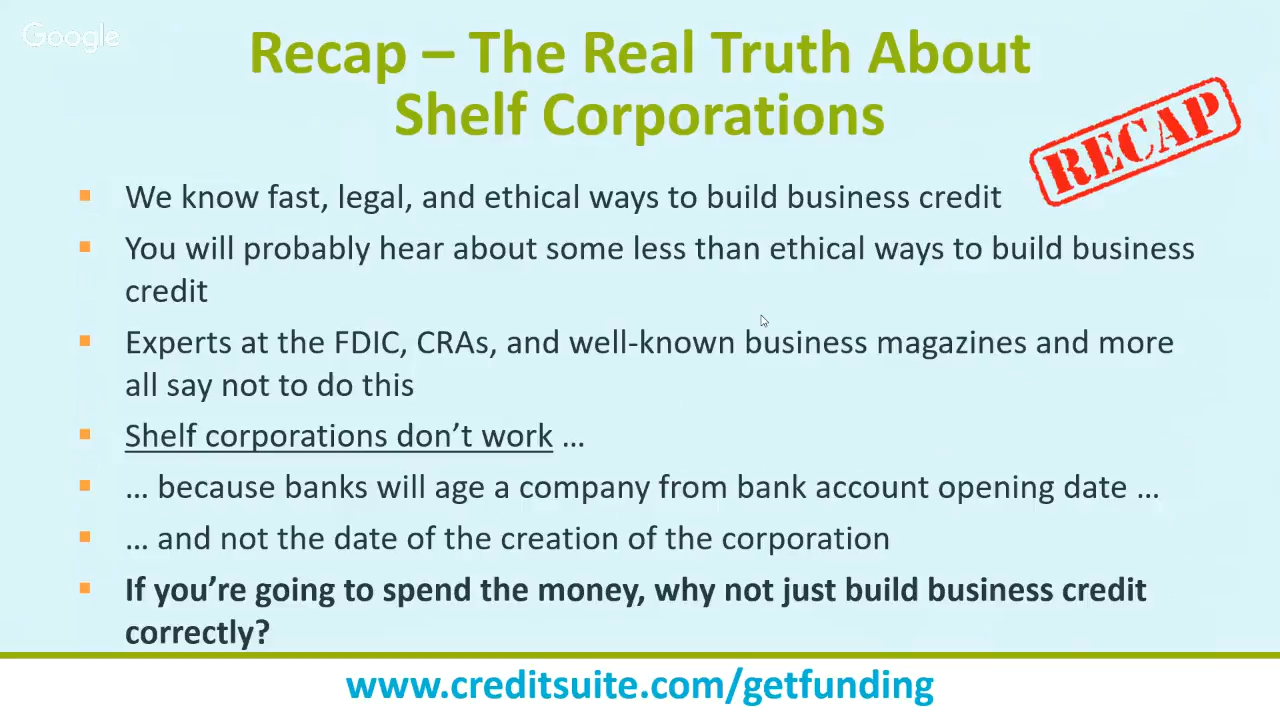 Google
Recap – The Real Truth About
Shelf Corporations
RECAP
We know fast, legal, and ethical ways to build business credit
You will probably hear about some less than ethical ways to build business
credit
Experts at the FDIC, CRAs, and well-known business magazines and more
all say not to do this
Shelf corporations don’t work …
… because banks will age a company from bank account opening date …
… and not the date of the creation of the corporation
If you’re going to spend the money, why not just build business credit
correctly?
www.creditsuite.com/getfunding